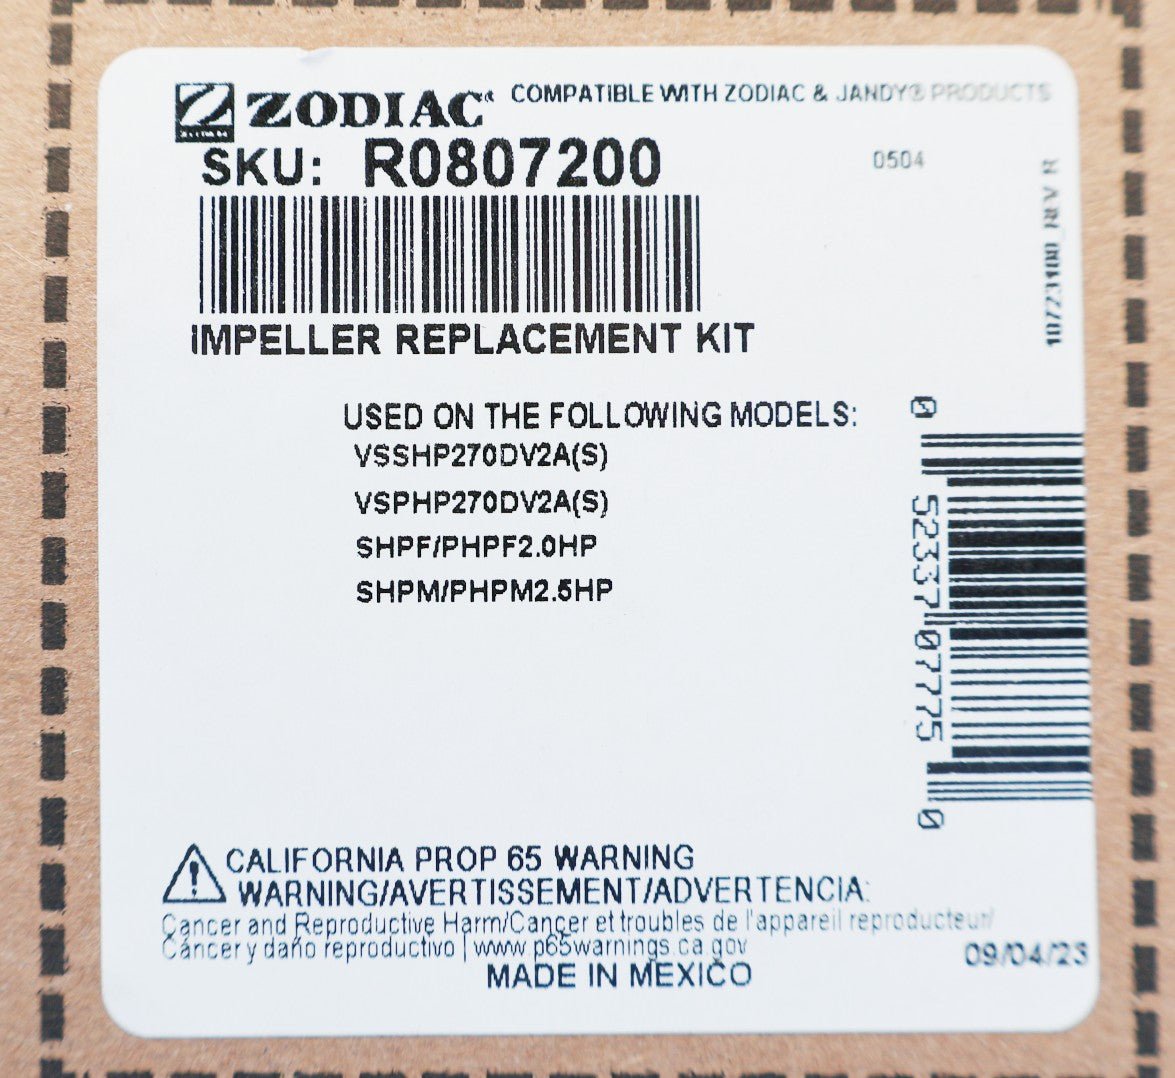 ZODIAC COMPATIBLE WITH ZODIAC & JANDY® PRODUCTS
SKU: R0807200
0504
10723100_REV R
IMPELLER REPLACEMENT KIT
USED ON THE FOLLOWING MODELS:
VSSHP270DV2A(S)
VSPHP270DV2A(S)
SHPF/PHPF2.0HP
SHPM/PHPM2.5HP
0 52337 07775 0
CALIFORNIA PROP 65 WARNING
WARNING/AVERTISSEMENT/ADVERTENCIA:
Cancer and Reproductive Harm/Cancer et troubles de l'appareil reproducteur/
Cáncer y daño reproductivo | www.p65warnings.ca.gov
MADE IN MEXICO
09/04/23